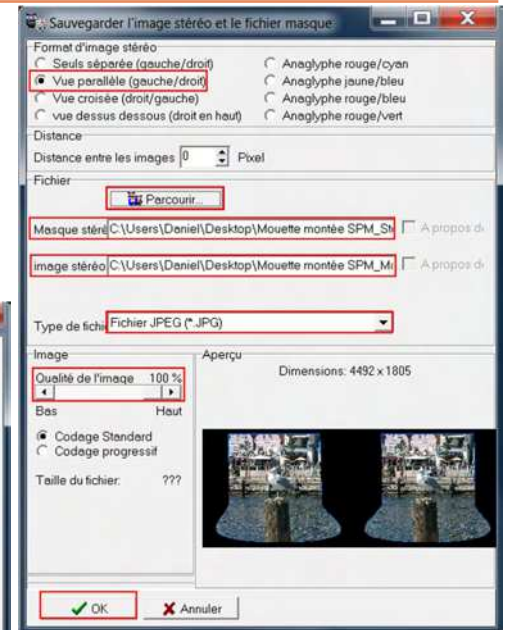 Sauvegarder l'image stéréo et le fichier masque
Format d'image stéréo
Seuls séparée (gauche/droit)
Vue parallèle (gauche/droit)
Vue croisée (droit/gauche)
vue dessus dessous (droit en haut)
Anaglyphe rouge/cyan
Anaglyphe jaune/bleu
Anaglyphe rouge/bleu
Anaglyphe rouge/vert
Distance
Distance entre les images 0 Pixel
Fichier
Parcourir...
Masque stéré C:\Users\Daniel\Desktop\Mouette montée SPM_St A propos d
image stéréo C:\Users\Daniel\Desktop\Mouette montée SPM_M A propos d
Type de fichi Fichier JPEG (*.JPG)
Image
Qualité de l'image 100 %
Bas Haut
Codage Standard
Codage progressif
Taille du fichier: ???
Aperçu
Dimensions: 4492 x 1805
OK Annuler